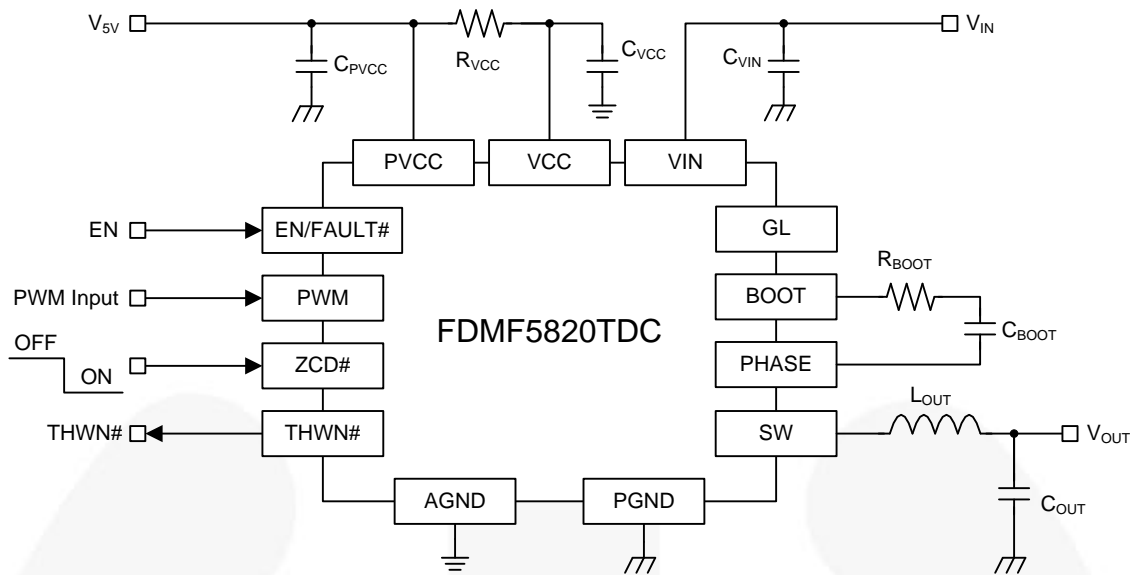 V5V
VIN
CPVCC
RVCC
CVCC
CVIN
PVCC
VCC
VIN
EN
EN/FAULT#
GL
RBOOT
PWM Input
PWM
BOOT
FDMF5820TDC
CBOOT
OFF
ON
ZCD#
PHASE
LOUT
THWN#
THWN#
SW
VOUT
AGND
PGND
COUT